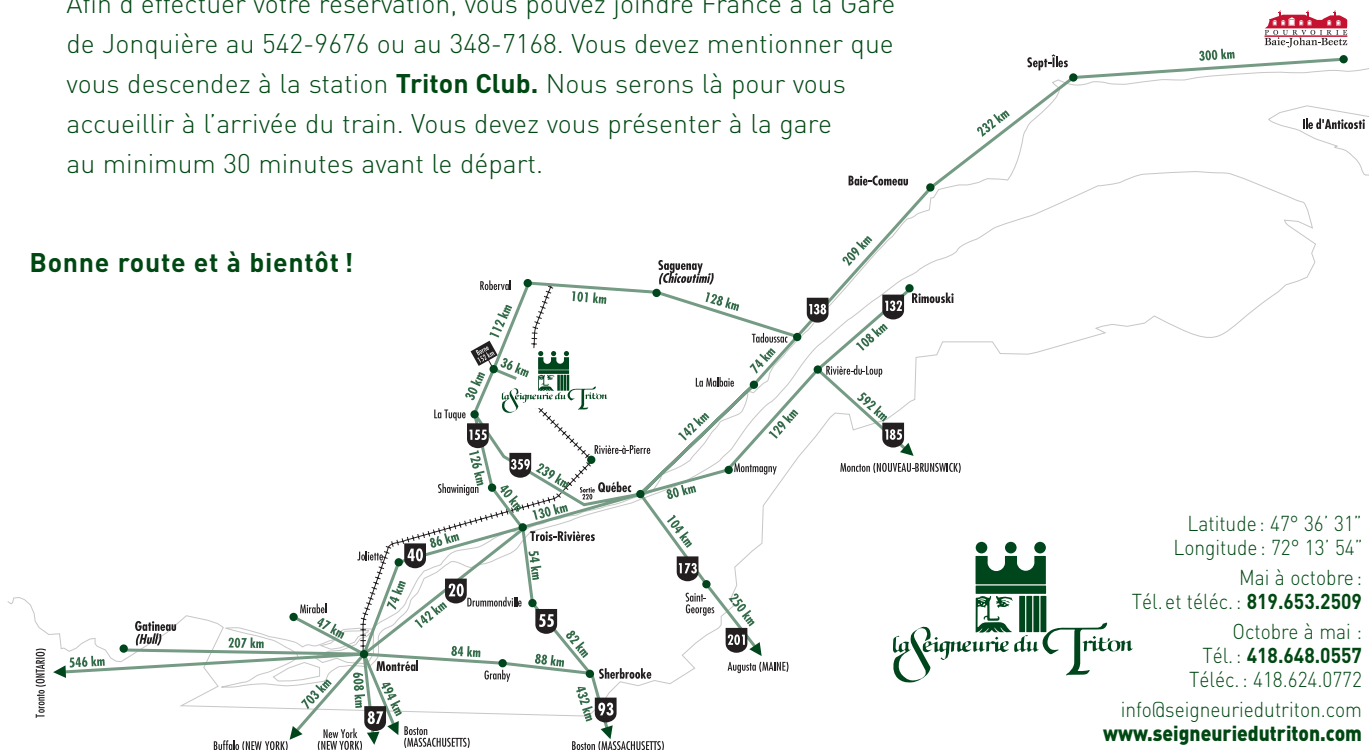 Afin d'effectuer votre réservation, vous pouvez joindre France à la Gare
de Jonquière au 542-9676 ou au 348-7168. Vous devez mentionner que
vous descendez à la station Triton Club. Nous serons là pour vous
accueillir à l'arrivée du train. Vous devez vous présenter à la gare
au minimum 30 minutes avant le départ.
Bonne route et à bientôt !
POURVOIRIE
Baie-Johan-Beetz
300 km
Sept-Îles
232 km
Ile d'Anticosti
Baie-Comeau
209 km
Saguenay
(Chicoutimi)
Roberval
101 km
128 km
138
132
Rimouski
112 km
Tadoussac
108 km
Borne
152 km
36 km
74 km
Rivière-du-Loup
30 km
la Seigneurie du Triton
La Malbaie
592 km
La Tuque
142 km
129 km
155
185
Rivière-à-Pierre
Moncton (NOUVEAU-BRUNSWICK)
126 km
359
239 km
Montmagny
Shawinigan
40 km
Sortie
220
Québec
80 km
130 km
104 km
Trois-Rivières
86 km
Joliette
40
54 km
173
74 km
20
142 km
Drummondville
Saint-
Georges
55
250 km
Mirabel
47 km
82 km
201
Gatineau
(Hull)
207 km
546 km
Toronto (ONTARIO)
Montréal
84 km
Granby
88 km
Sherbrooke
Augusta (MAINE)
703 km
608 km
494 km
432 km
87
93
Buffalo (NEW YORK)
New York
(NEW YORK)
Boston
(MASSACHUSETTS)
Boston (MASSACHUSETTS)
la Seigneurie du Triton
Latitude : 47° 36' 31"
Longitude : 72° 13' 54"
Mai à octobre :
Tél. et téléc. : 819.653.2509
Octobre à mai :
Tél. : 418.648.0557
Téléc. : 418.624.0772
info@seigneuriedutriton.com
www.seigneuriedutriton.com